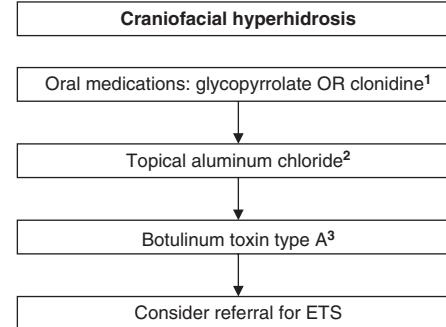 Craniofacial hyperhidrosis
Oral medications: glycopyrrolate OR clonidine¹
Topical aluminum chloride²
Botulinum toxin type A³
Consider referral for ETS